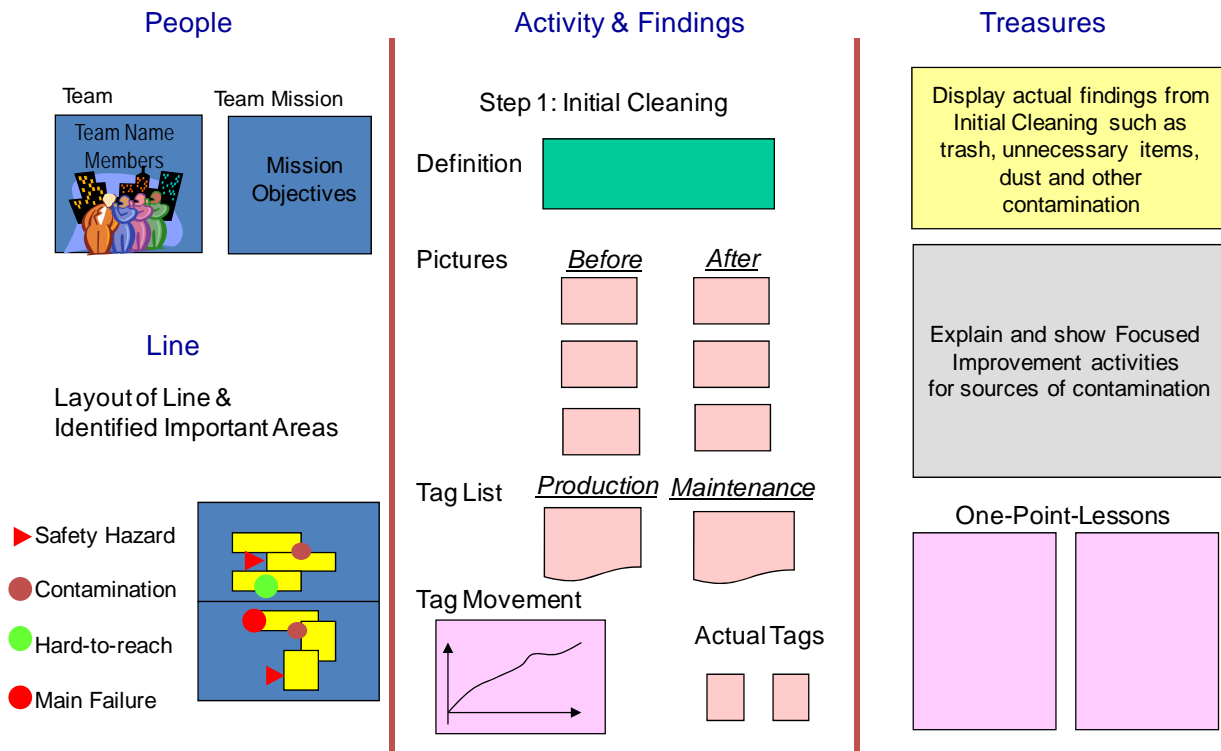 People
Team
Team Mission
Team Name
Members
Mission
Objectives
Line
Layout of Line &
Identified Important Areas
Safety Hazard
Contamination
Hard-to-reach
Main Failure
Activity & Findings
Step 1: Initial Cleaning
Definition
Pictures
Before
After
Tag List
Production
Maintenance
Tag Movement
Actual Tags
Treasures
Display actual findings from
Initial Cleaning such as
trash, unnecessary items,
dust and other
contamination
Explain and show Focused
Improvement activities
for sources of contamination
One-Point-Lessons